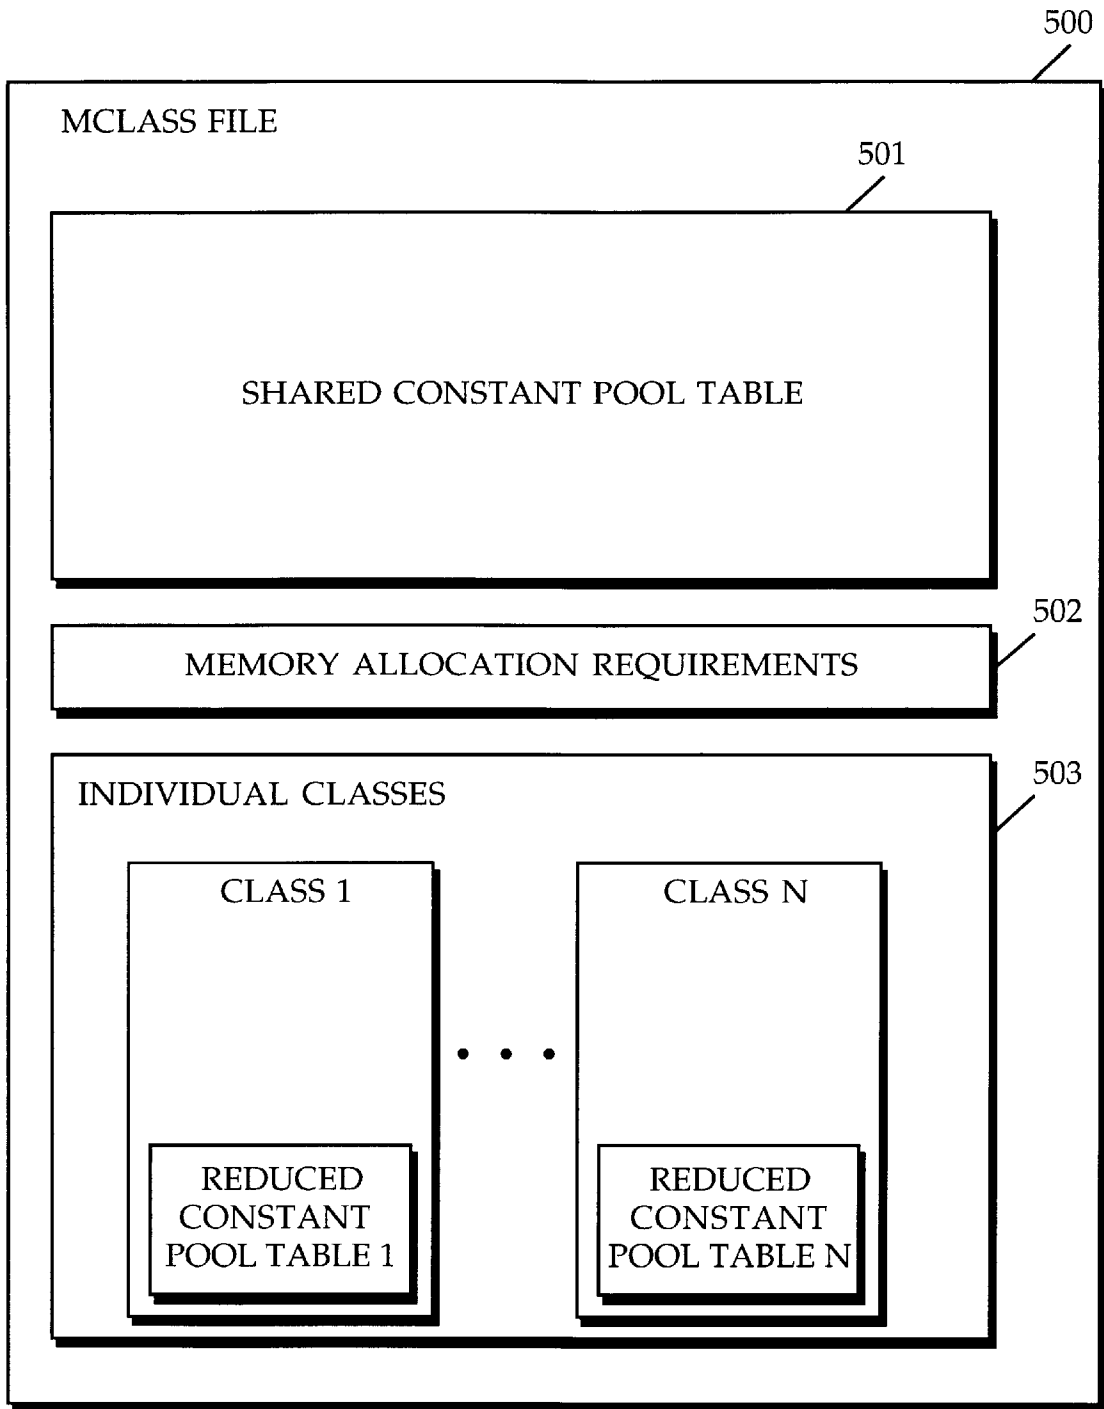 500
MCLASS FILE
501
SHARED CONSTANT POOL TABLE
502
MEMORY ALLOCATION REQUIREMENTS
503
INDIVIDUAL CLASSES
CLASS 1
REDUCED
CONSTANT
POOL TABLE 1
CLASS N
REDUCED
CONSTANT
POOL TABLE N